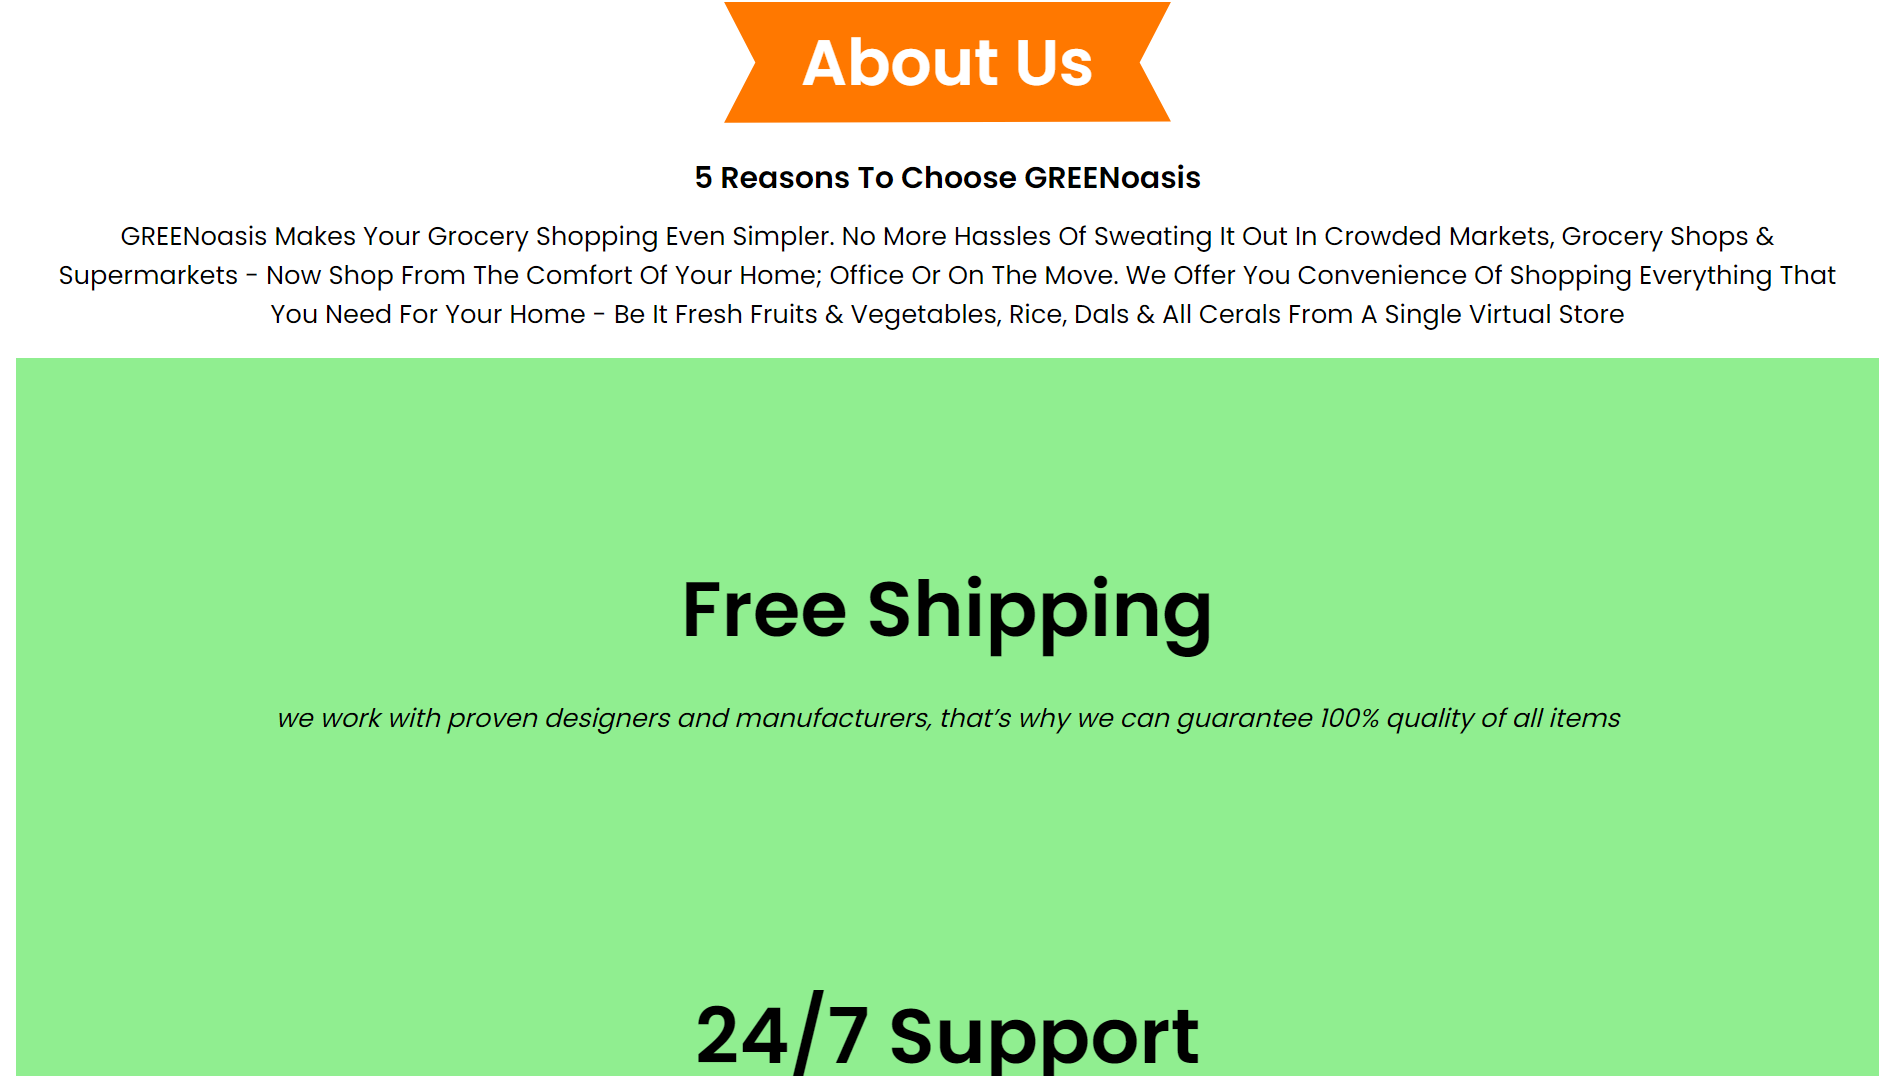 About Us
5 Reasons To Choose GREENoasis
GREENoasis Makes Your Grocery Shopping Even Simpler. No More Hassles Of Sweating It Out In Crowded Markets, Grocery Shops &
Supermarkets - Now Shop From The Comfort Of Your Home; Office Or On The Move. We Offer You Convenience Of Shopping Everything That
You Need For Your Home - Be It Fresh Fruits & Vegetables, Rice, Dals & All Cerals From A Single Virtual Store
Free Shipping
we work with proven designers and manufacturers, that's why we can guarantee 100% quality of all items
24/7 Support